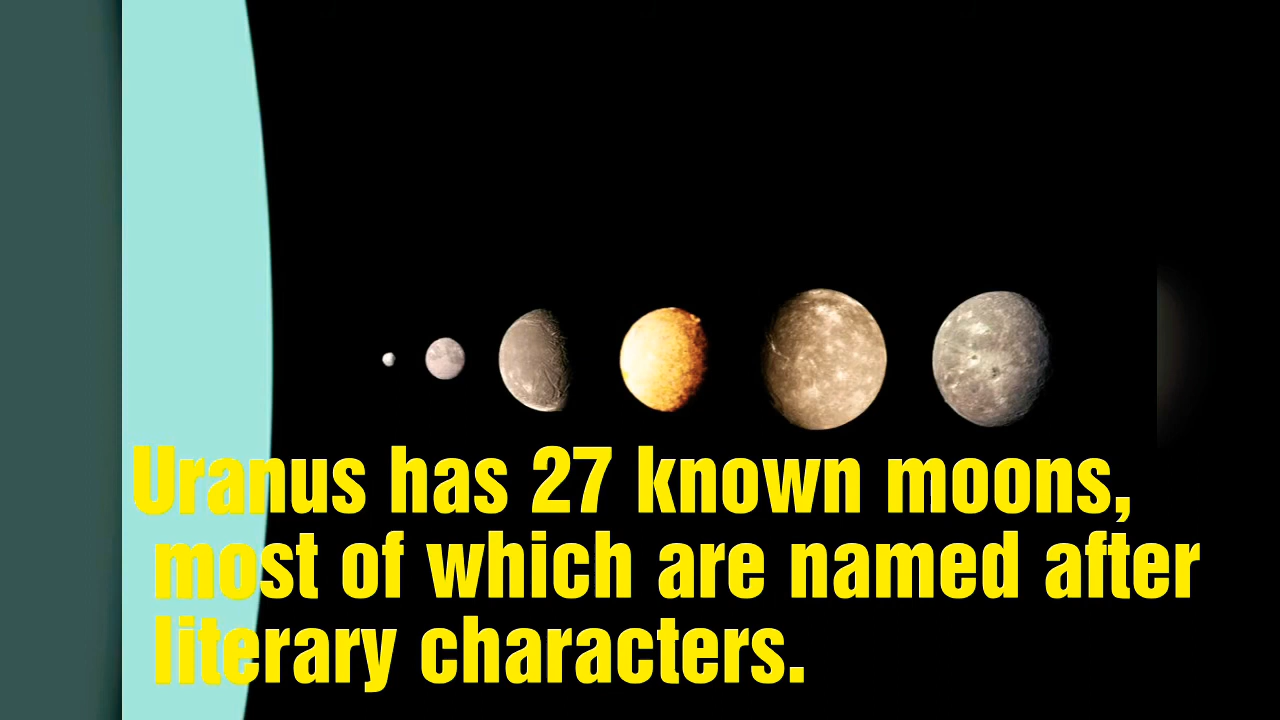 Uranus has 27 known moons,
most of which are named after
literary characters.